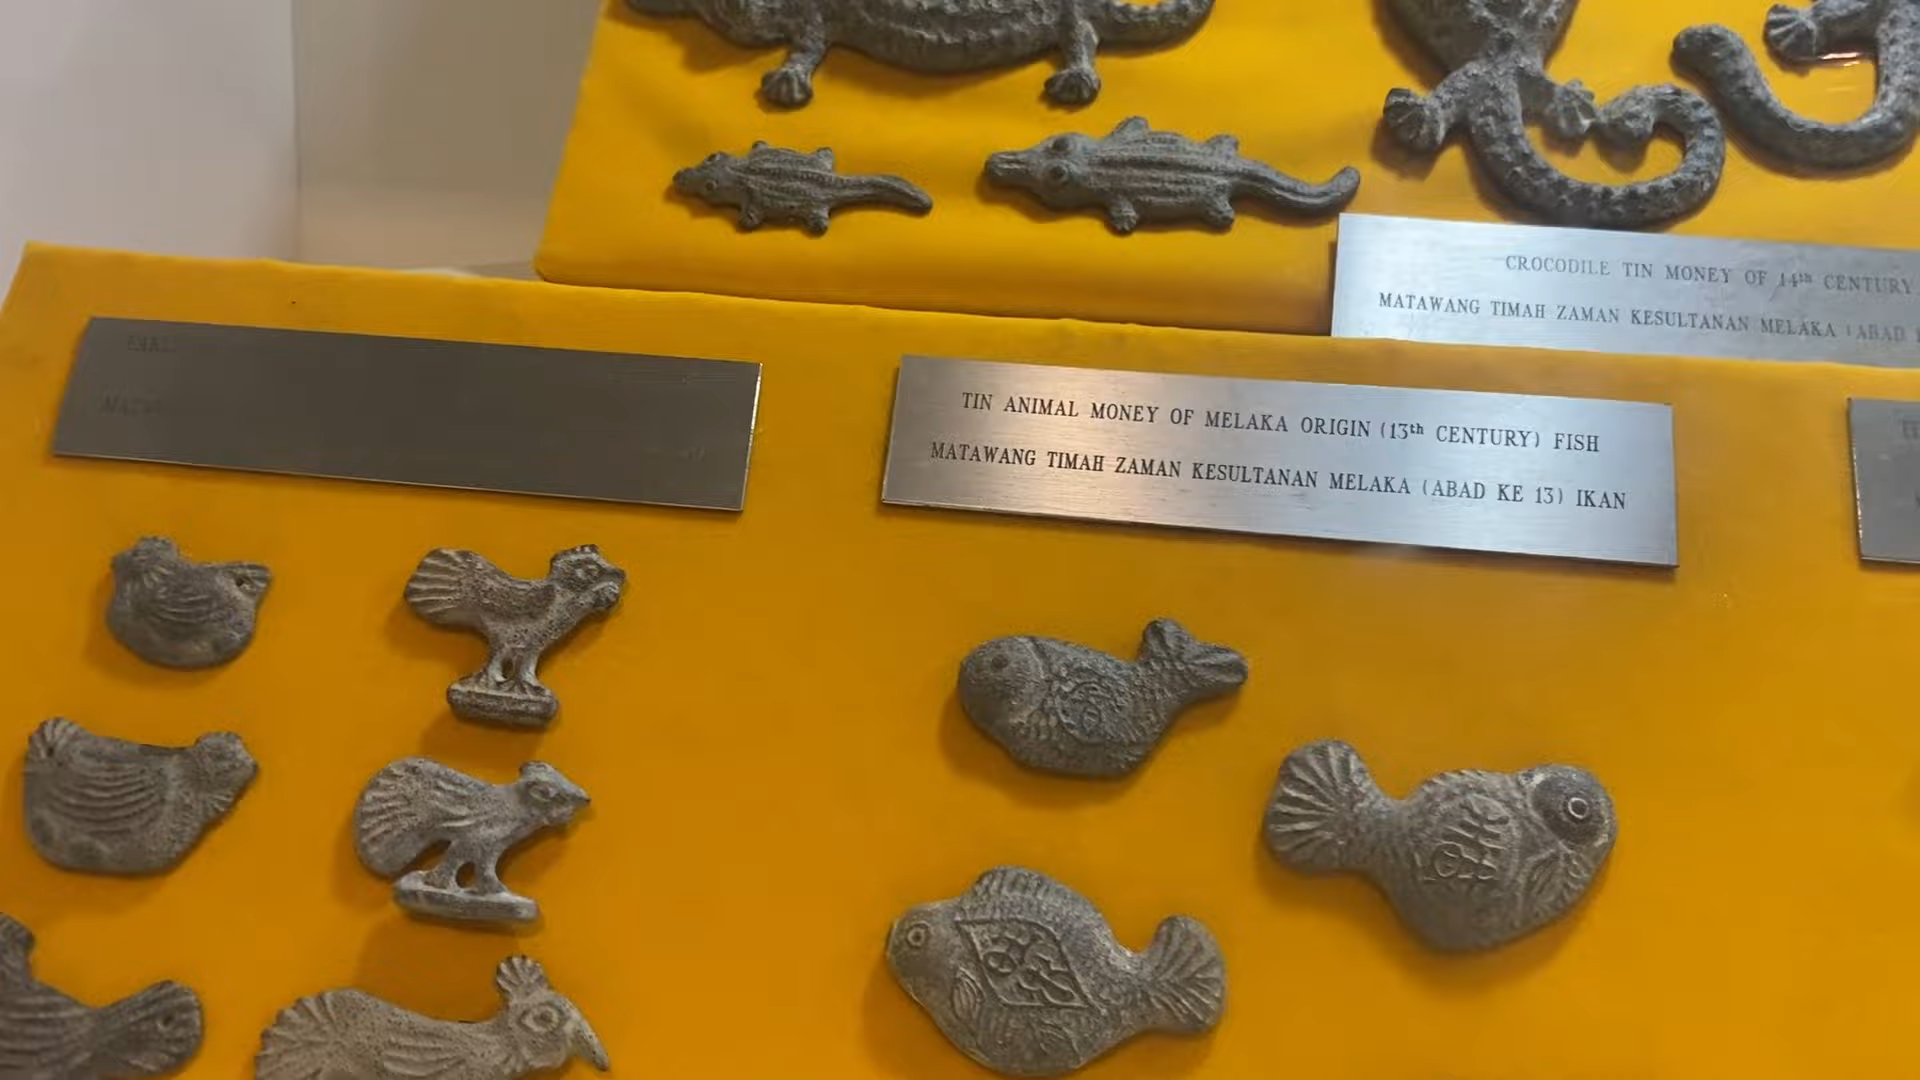 CROCODILE TIN MONEY OF 14th CENTURY
MATAWANG TIMAH ZAMAN KESULTANAN MELAKA (ABAD
TIN ANIMAL MONEY OF MELAKA ORIGIN (13th CENTURY) FISH
MATAWANG TIMAH ZAMAN KESULTANAN MELAKA (ABAD KE 13) IKAN